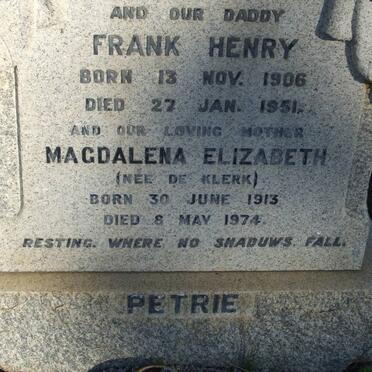 AND OUR DADDY
FRANK HENRY
BORN 13 NOV. 1906
DIED 27 JAN. 1951.
AND OUR LOVING MOTHER
MAGDALENA ELIZABETH
(NEE DE KLERK)
BORN 30 JUNE 1913
DIED 8 MAY 1974.
RESTING. WHERE NO SHADOWS. FALL.
PETRIE